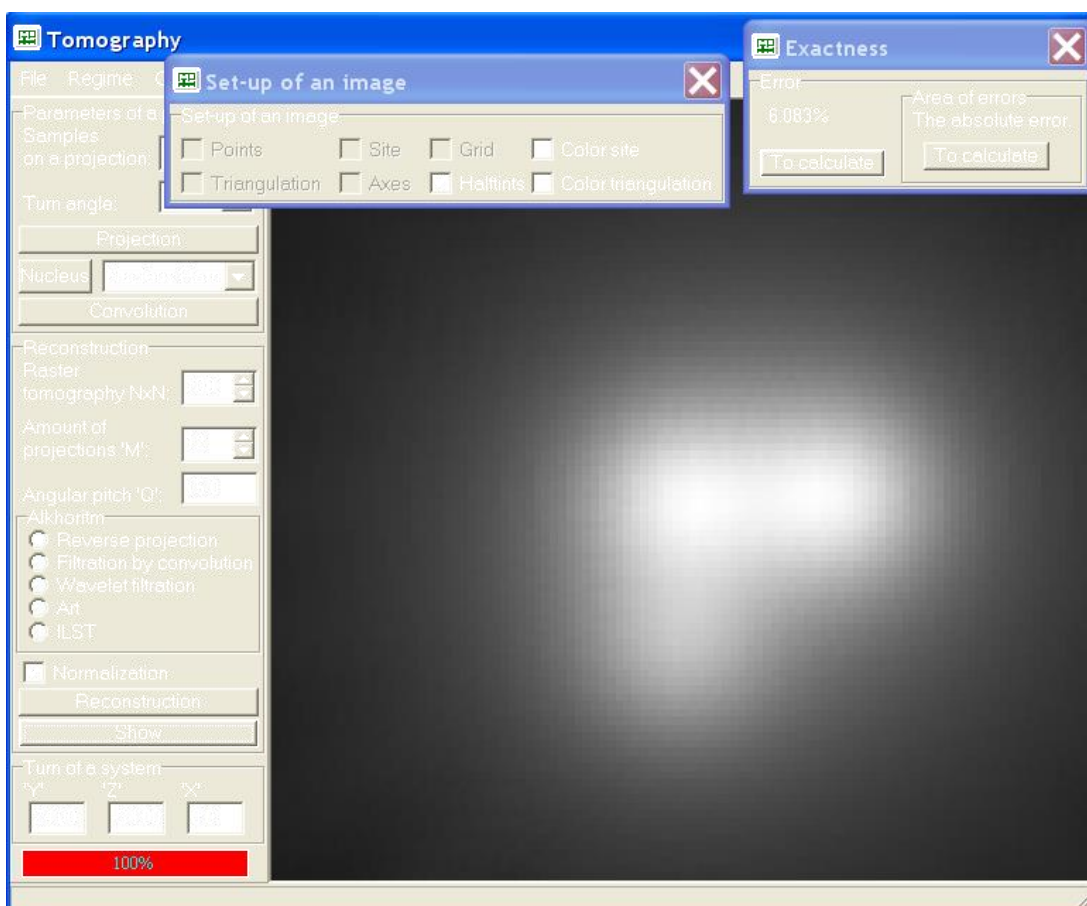 Tomography
Exactness
Set-up of an image
File Regime
Error
Area of errors
The absolute error
6.083%
To calculate
To calculate
Set-up of an image
Points Site Grid Color site
Triangulation Axes Halftints Color triangulation
Parameters of a
Samples
on a projection:
Turn angle:
Projection
Nucleus
Convolution
Reconstruction
Raster
tomography NxN:
Amount of
projections 'M':
Angular pitch 'Q':
Alkhoritm
Reverse projection
Filtration by convolution
Wavelet filtration
Art
ILST
Normalization
Reconstruction
Show
Turn of a system
'Y' 'Z' 'X'
100%